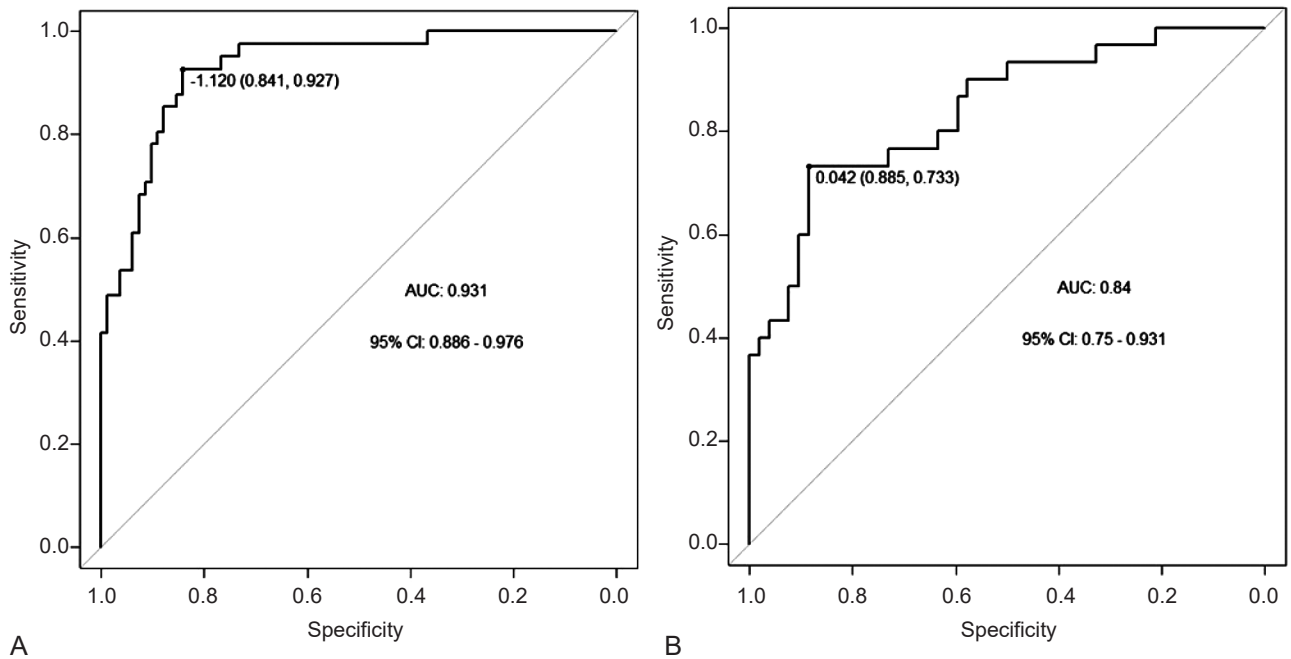 1.0
0.8
0.6
0.4
0.2
0.0
Sensitivity
-1.120 (0.841, 0.927)
AUC: 0.931
95% CI: 0.886 - 0.976
1.0 0.8 0.6 0.4 0.2 0.0
Specificity
A
1.0
0.8
0.6
0.4
0.2
0.0
Sensitivity
0.042 (0.885, 0.733)
AUC: 0.84
95% CI: 0.75 - 0.931
1.0 0.8 0.6 0.4 0.2 0.0
Specificity
B